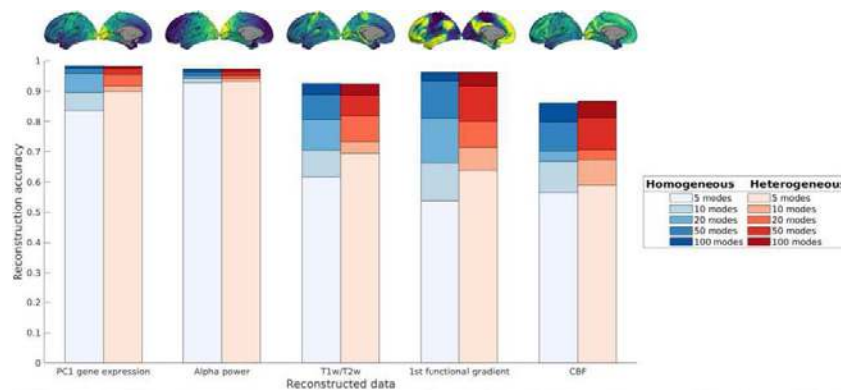 1
0.9
0.8
0.7
0.6
0.5
0.4
0.3
0.2
0.1
0
Reconstruction accuracy
PC1 gene expression
Alpha power
T1w/T2w
1st functional gradient
CBF
Reconstructed data
Homogeneous Heterogeneous
5 modes 5 modes
10 modes 10 modes
20 modes 20 modes
50 modes 50 modes
100 modes 100 modes